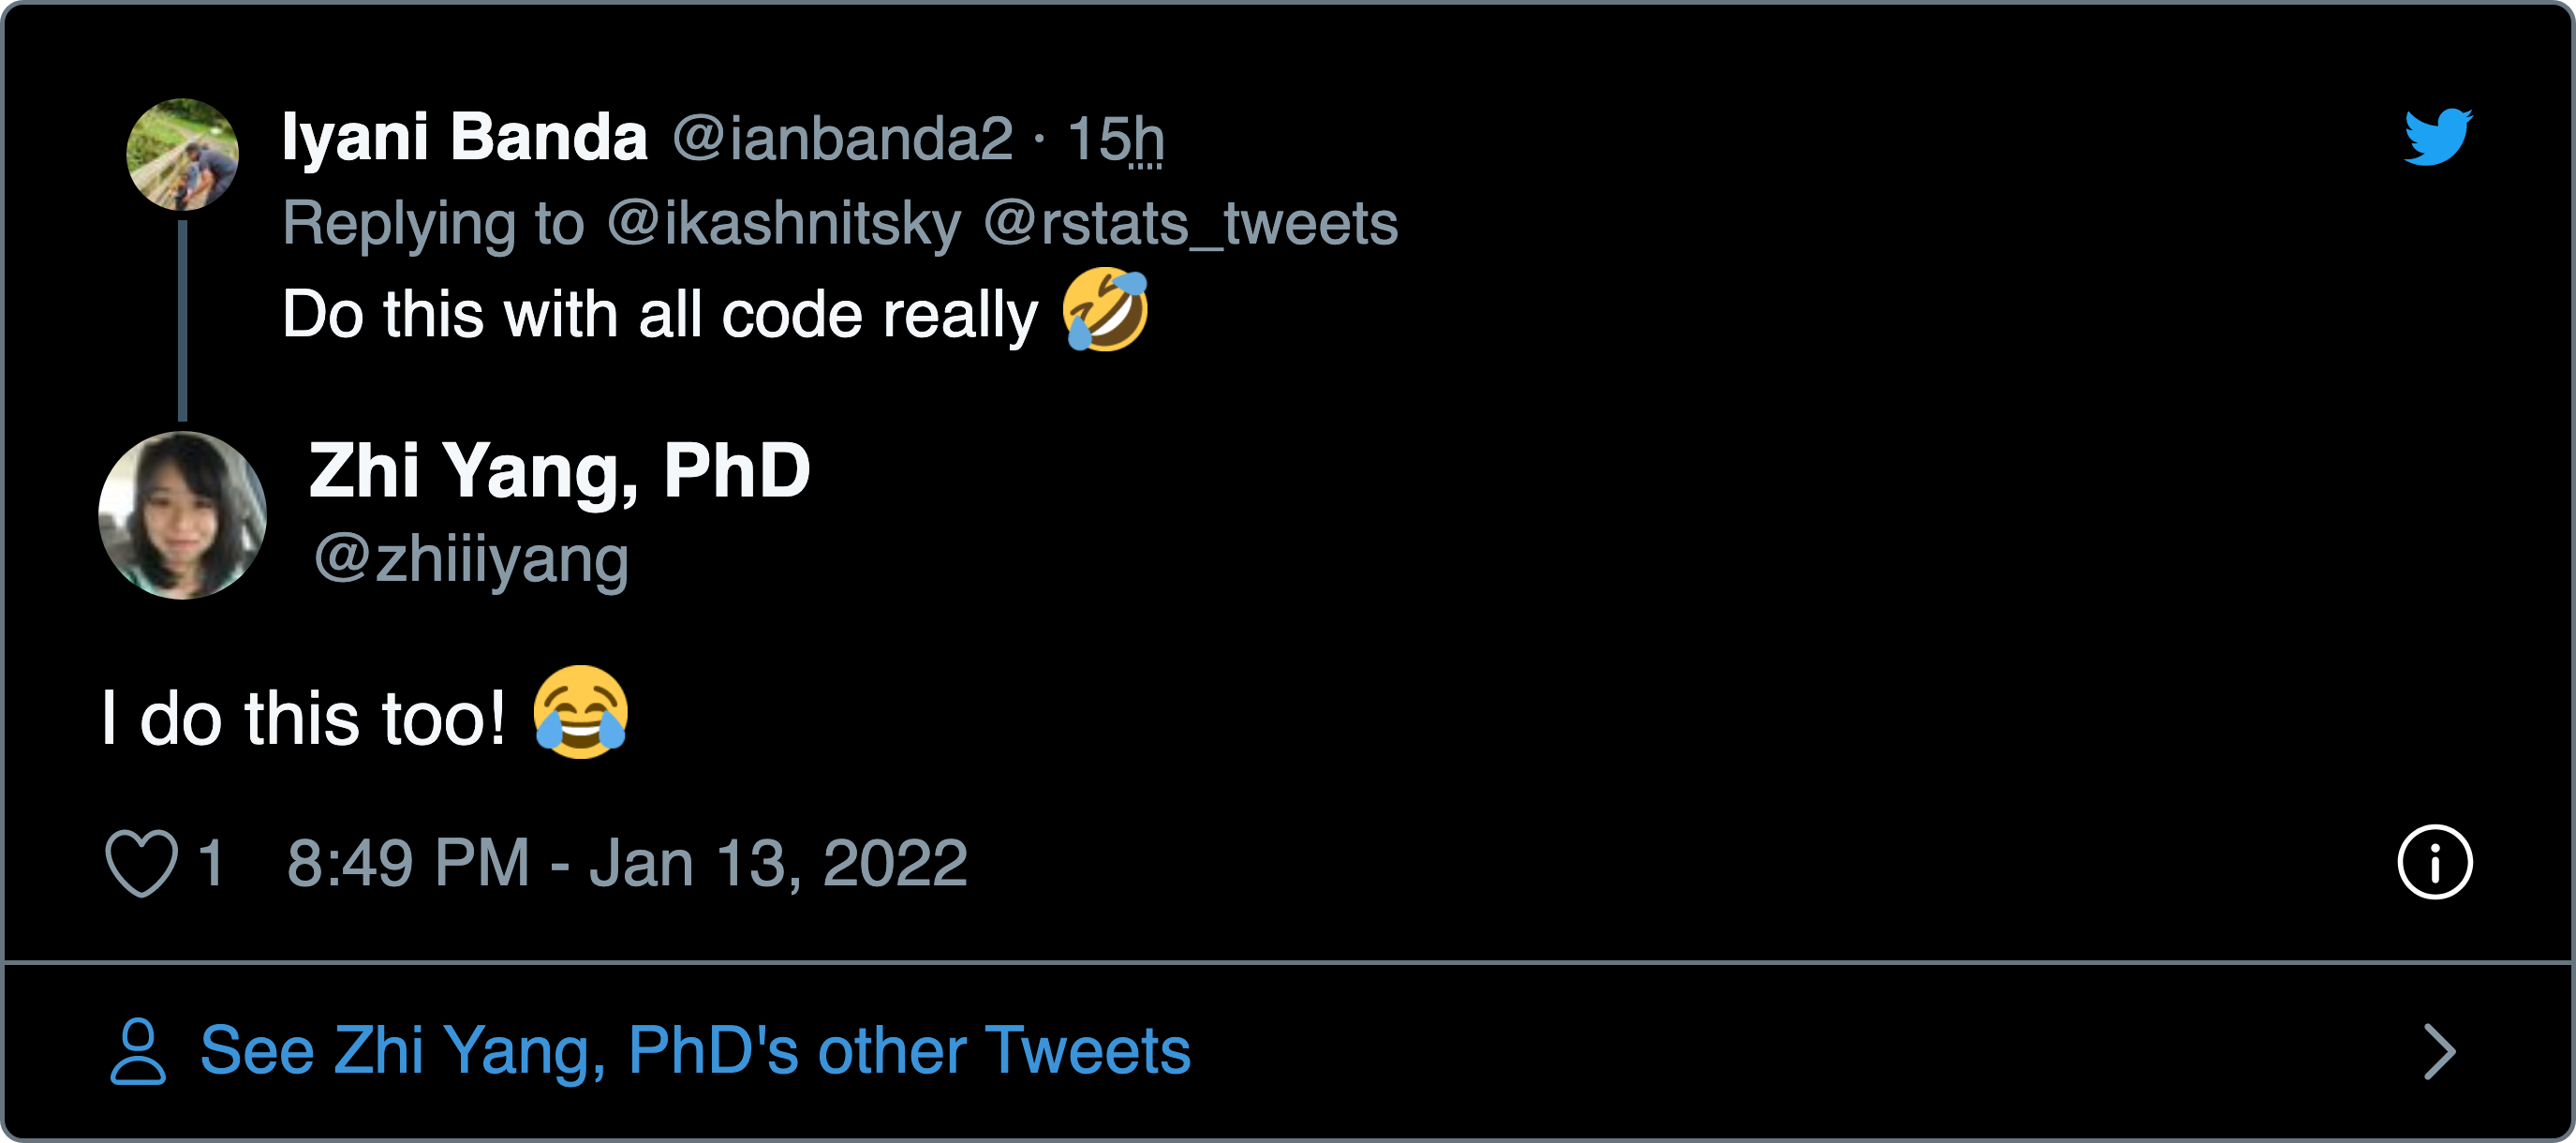 Iyani Banda @ianbanda2 · 15h
Replying to @ikashnitsky @rstats_tweets
Do this with all code really 🤣
Zhi Yang, PhD
@zhiiiyang
I do this too! 😂
1 8:49 PM - Jan 13, 2022
See Zhi Yang, PhD's other Tweets